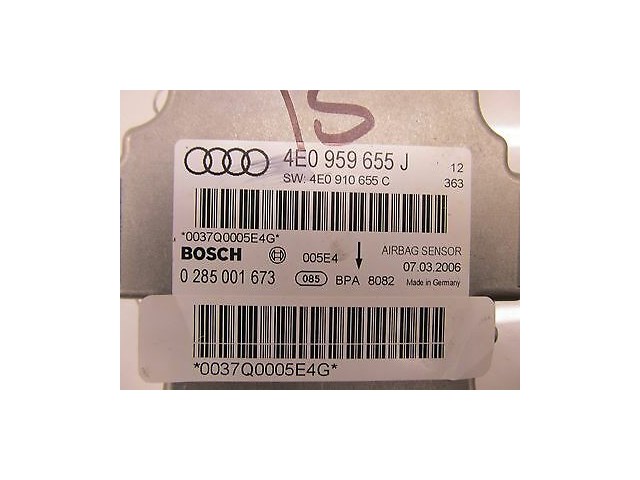 15
4E0 959 655 J 12
SW: 4E0 910 655 C 363
*0037Q0005E4G*
BOSCH 005E4 AIRBAG SENSOR
07.03.2006
0 285 001 673 085 BPA 8082 Made in Germany
*0037Q0005E4G*